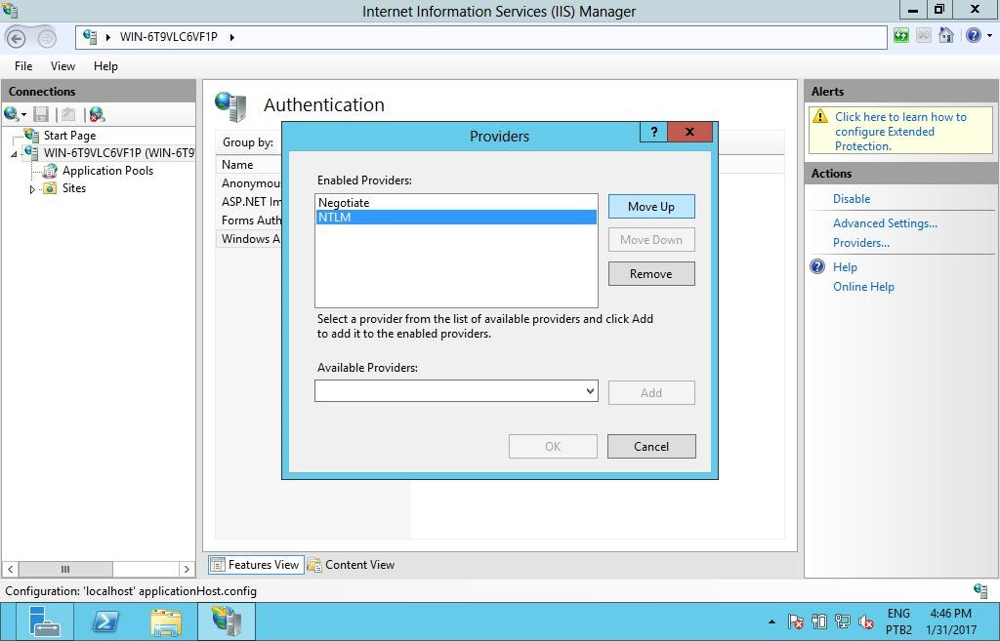 Internet Information Services (IIS) Manager
WIN-6T9VLC6VF1P
File View Help
Connections
Start Page
WIN-6T9VLC6VF1P (WIN-6T9
Application Pools
Sites
Authentication
Group by:
Name
Anonymou
ASP.NET Im
Forms Auth
Windows A
Providers
?
Enabled Providers:
Negotiate
NTLM
Move Up
Move Down
Remove
Select a provider from the list of available providers and click Add
to add it to the enabled providers.
Available Providers:
Add
OK
Cancel
Alerts
Click here to learn how to
configure Extended
Protection.
Actions
Disable
Advanced Settings...
Providers...
Help
Online Help
Features View
Content View
Configuration: 'localhost' applicationHost.config
ENG
PTB2
4:46 PM
1/31/2017